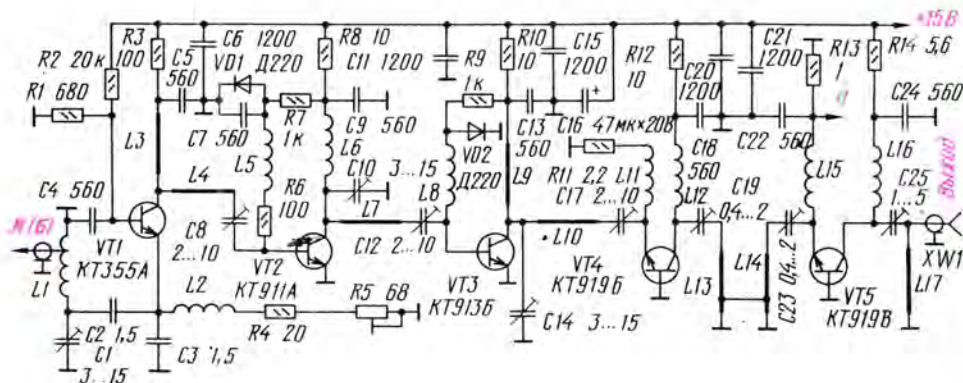 +15В
R3 100
C5 560
C6 1200
VD1 Д220
R8 10
C11 1200
R9 1к
R10 10
C15 1200
R12 10
C20 1200
C21 1200
R13 1
R14 5,6
R2 20к
R1 680
L3
C7 560
R7 1к
C9 560
C13 560
C16 47мк×20В
C22 560
C24 560
L4
L5
L6
C10 3...15
L8
VD2 Д220
L9
R11 2.2
L11
C18 560
C19 0,4...2
L15
L16
Выход
C4 560
C8 2...10
R6 100
L7
C12 2...10
L10
C17 2...10
L12
C25 1...5
VT1 КТ355А
VT2 КТ911А
VT3 КТ913Б
VT4 КТ919Б
L13
L14
C23 0,4...2
VT5 КТ919В
XW1
L17
L1
L2
R4 20
R5 68
C14 3...15
C2 1,5
C1 3...15
C3 1,5